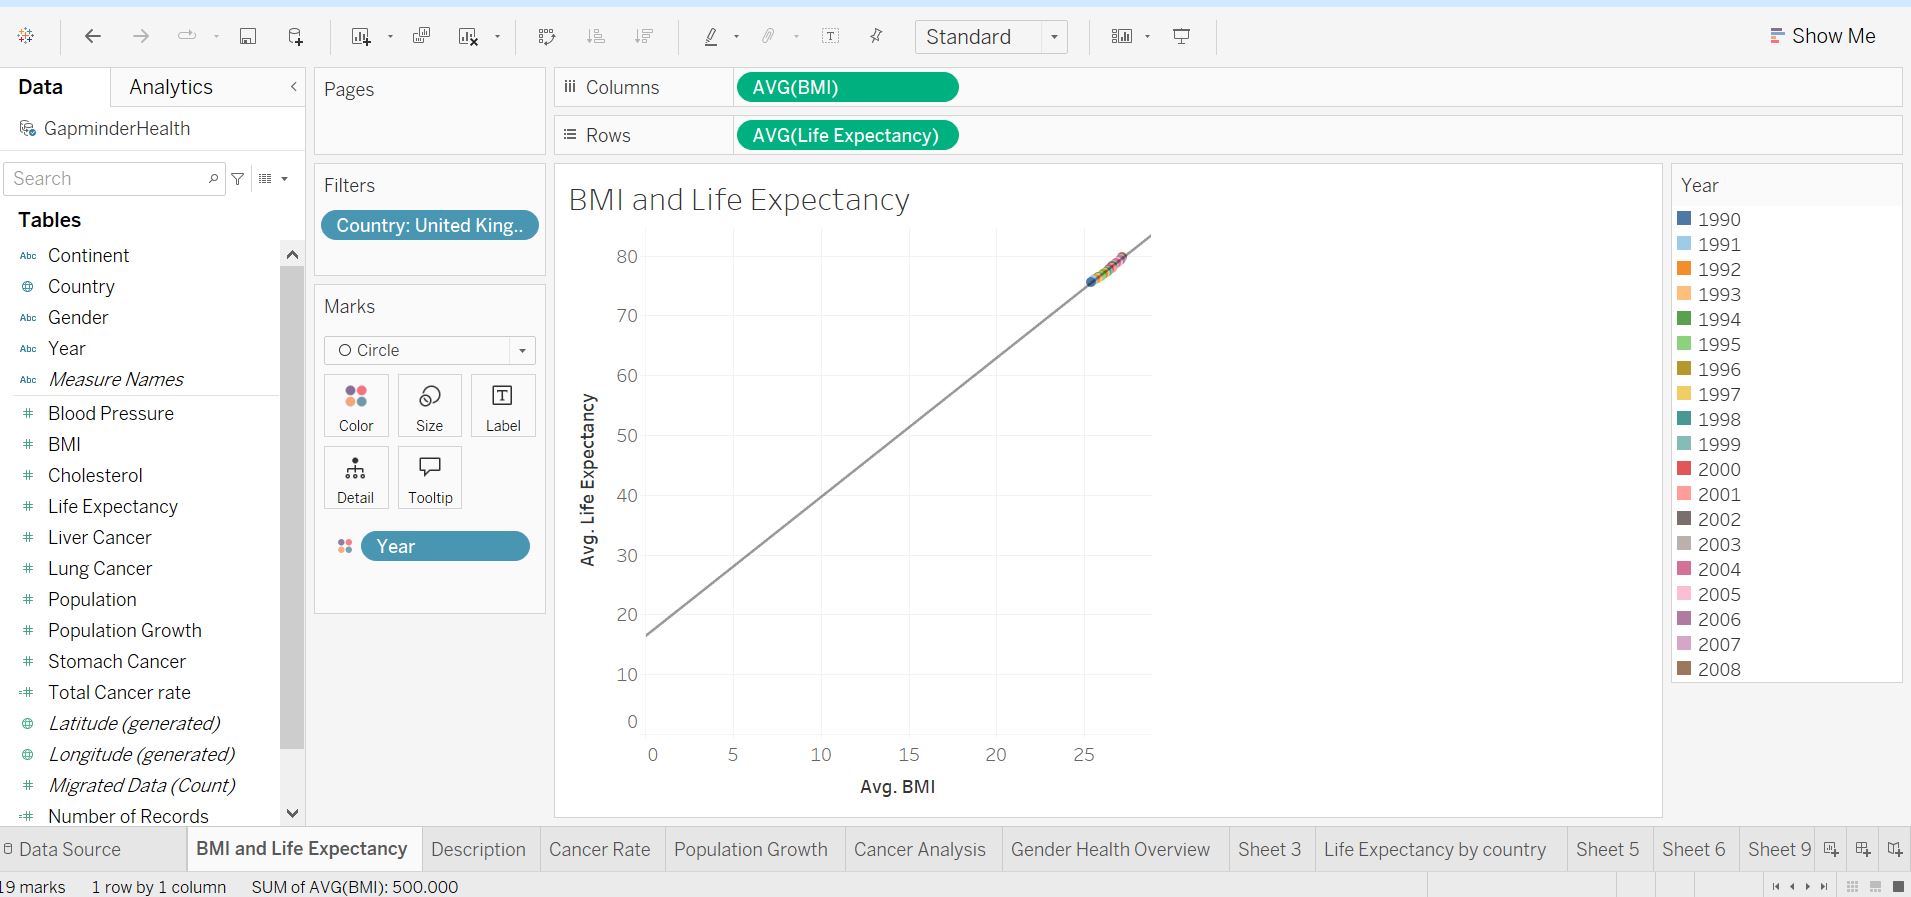 Standard
Show Me
Data
Analytics
GapminderHealth
Search
Tables
Abc Continent
Country
Abc Gender
Abc Year
Abc Measure Names
# Blood Pressure
# BMI
# Cholesterol
# Life Expectancy
# Liver Cancer
# Lung Cancer
# Population
# Population Growth
# Stomach Cancer
=# Total Cancer rate
Latitude (generated)
Longitude (generated)
# Migrated Data (Count)
=# Number of Records
Pages
Filters
Country: United King..
Marks
Circle
Color
Size
T
Label
Detail
Tooltip
Year
iii Columns
AVG(BMI)
Rows
AVG(Life Expectancy)
BMI and Life Expectancy
80
70
60
50
40
30
20
10
0
Avg. Life Expectancy
0 5 10 15 20 25
Avg. BMI
Year
1990
1991
1992
1993
1994
1995
1996
1997
1998
1999
2000
2001
2002
2003
2004
2005
2006
2007
2008
Data Source
BMI and Life Expectancy
Description
Cancer Rate
Population Growth
Cancer Analysis
Gender Health Overview
Sheet 3
Life Expectancy by country
Sheet 5
Sheet 6
Sheet 9
19 marks 1 row by 1 column SUM of AVG(BMI): 500.000